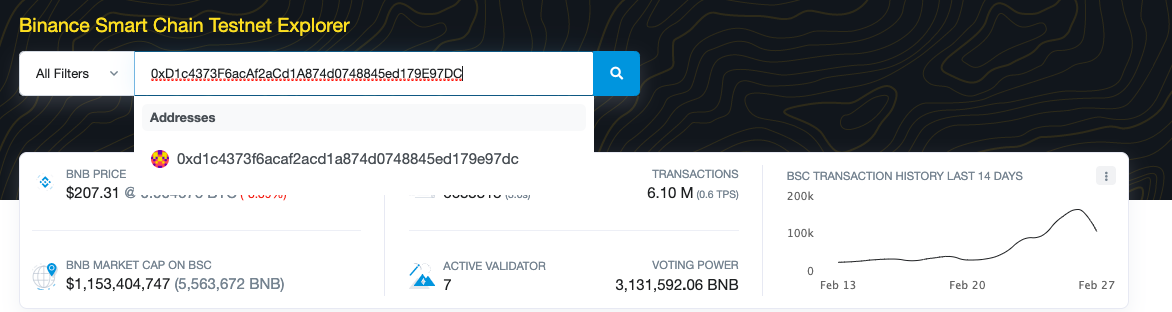 Binance Smart Chain Testnet Explorer
All Filters
0xD1c4373F6acAf2aCd1A874d0748845ed179E97DC
Addresses
0xd1c4373f6acaf2acd1a874d0748845ed179e97dc
BNB PRICE
$207.31 @
TRANSACTIONS
6.10 M (0.6 TPS)
BNB MARKET CAP ON BSC
$1,153,404,747 (5,563,672 BNB)
ACTIVE VALIDATOR
7
VOTING POWER
3,131,592.06 BNB
BSC TRANSACTION HISTORY LAST 14 DAYS
200k
100k
0
Feb 13
Feb 20
Feb 27